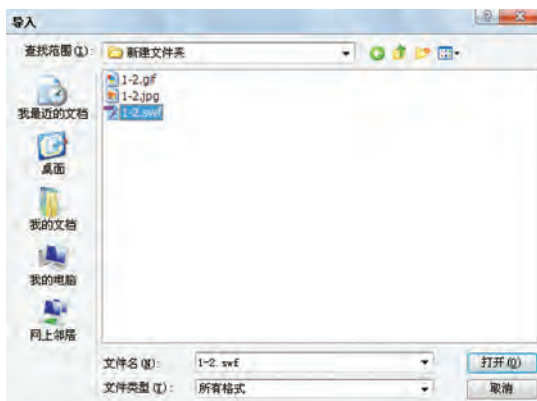 导入
查找范围(I): 新建文件夹
1-2.gif
1-2.jpg
1-2.swf
我最近的文档
桌面
我的文档
我的电脑
网上邻居
文件名(N): 1-2.swf 打开(O)
文件类型(T): 所有格式 取消